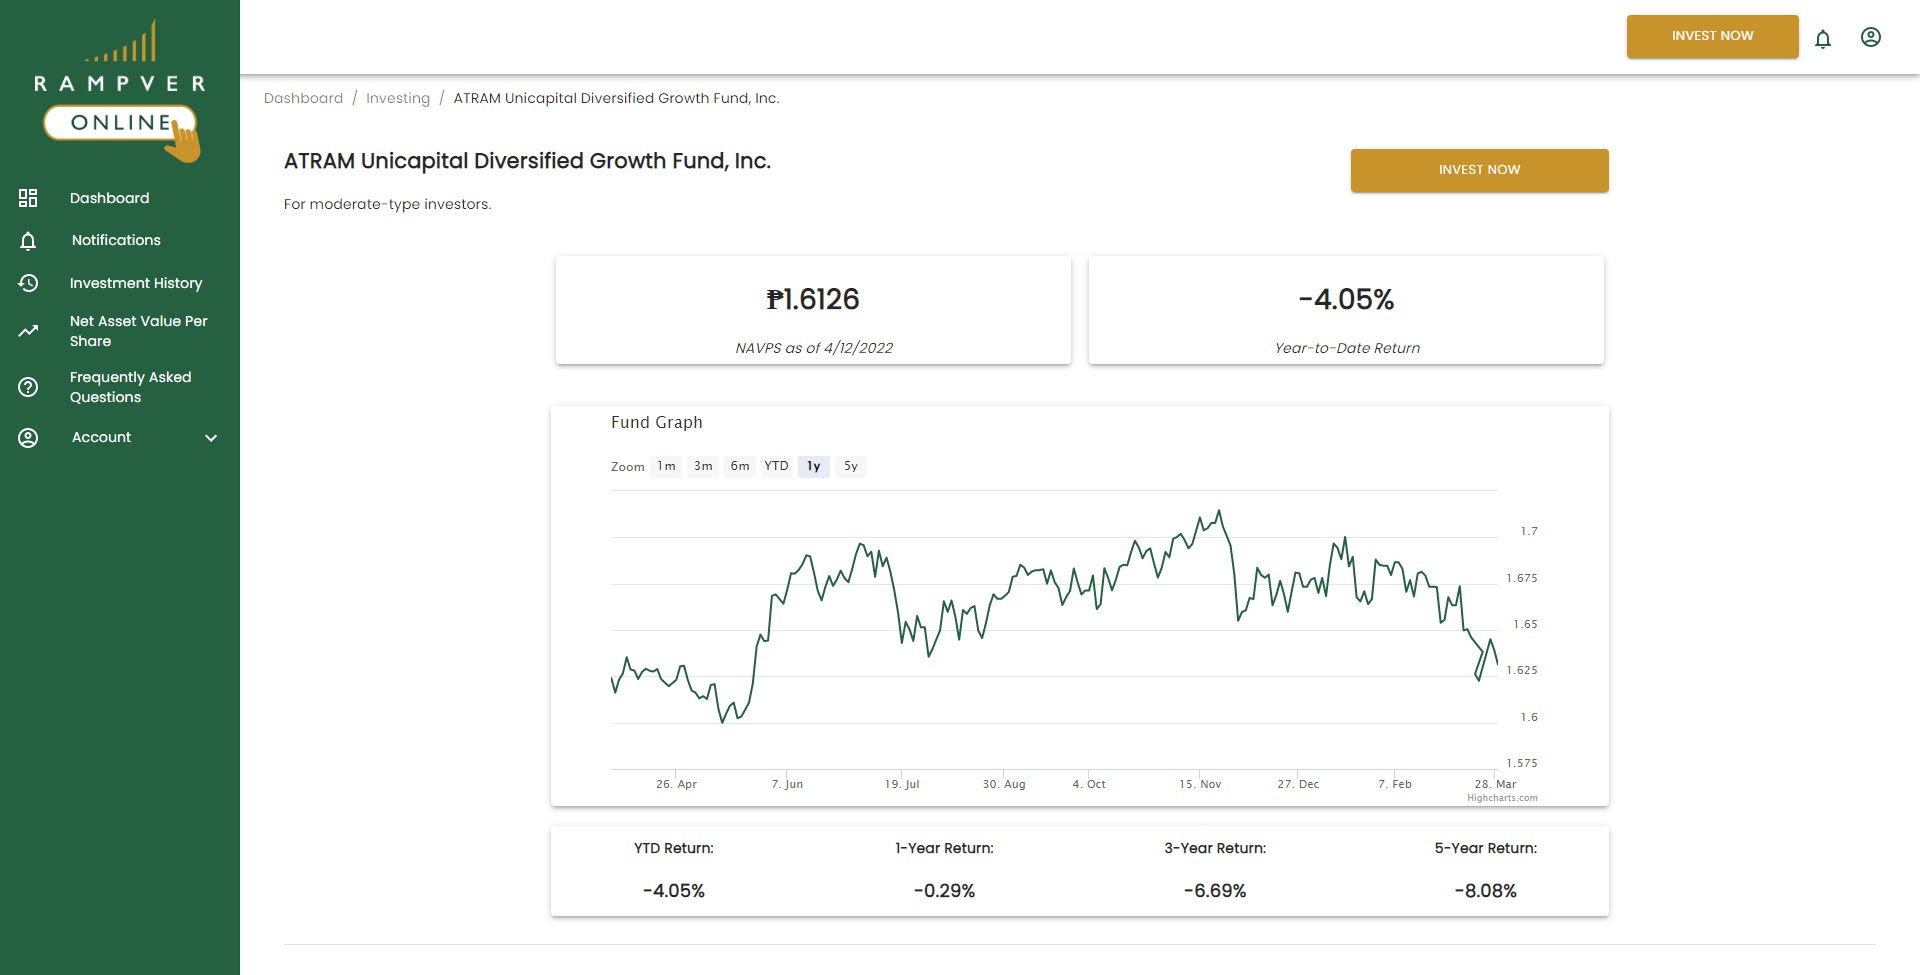 RAMPVER
ONLINE
Dashboard
Notifications
Investment History
Net Asset Value Per
Share
Frequently Asked
Questions
Account
INVEST NOW
Dashboard / Investing / ATRAM Unicapital Diversified Growth Fund, Inc.
ATRAM Unicapital Diversified Growth Fund, Inc.
INVEST NOW
For moderate-type investors.
₱1.6126
NAVPS as of 4/12/2022
-4.05%
Year-to-Date Return
Fund Graph
Zoom 1m 3m 6m YTD 1y 5y
1.7
1.675
1.65
1.625
1.6
1.575
26. Apr 7. Jun 19. Jul 30. Aug 4. Oct 15. Nov 27. Dec 7. Feb 28. Mar
Highcharts.com
YTD Return: 1-Year Return: 3-Year Return: 5-Year Return:
-4.05% -0.29% -6.69% -8.08%